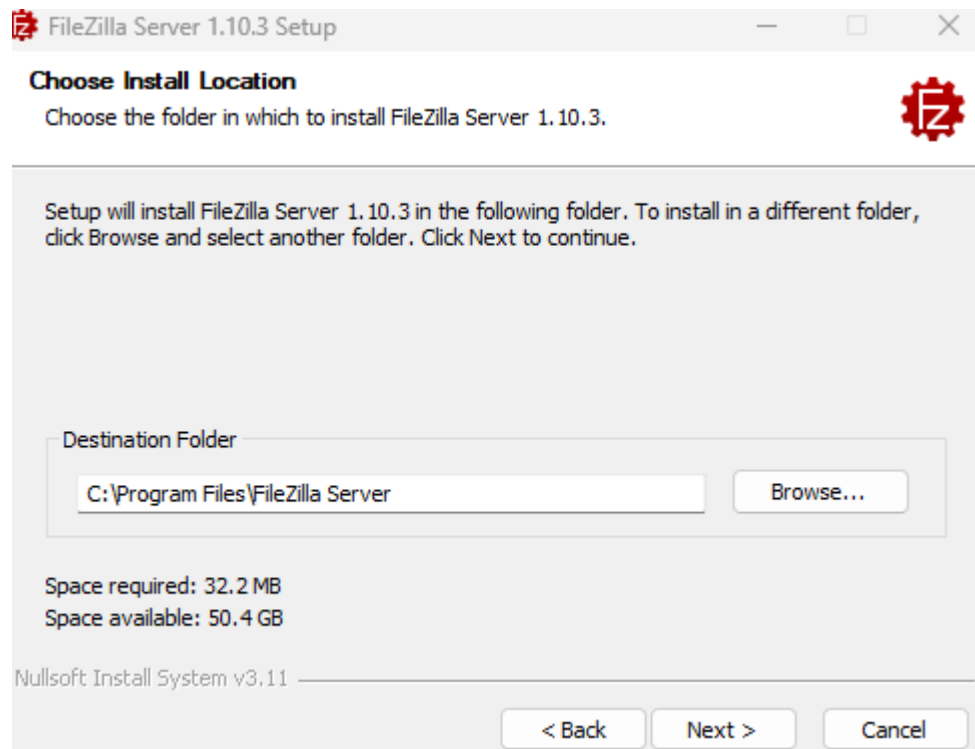 FileZilla Server 1.10.3 Setup
Choose Install Location
Choose the folder in which to install FileZilla Server 1.10.3.
Fz
Setup will install FileZilla Server 1.10.3 in the following folder. To install in a different folder,
click Browse and select another folder. Click Next to continue.
Destination Folder
C:\Program Files\FileZilla Server
Browse...
Space required: 32.2 MB
Space available: 50.4 GB
Nullsoft Install System v3.11
< Back
Next >
Cancel